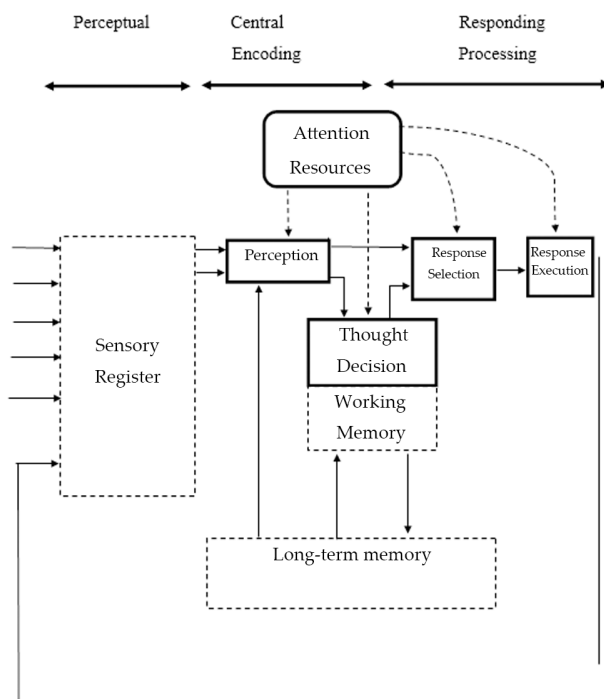 Perceptual
Central
Encoding
Responding
Processing
Attention
Resources
Perception
Response
Selection
Response
Execution
Sensory
Register
Thought
Decision
Working
Memory
Long-term memory